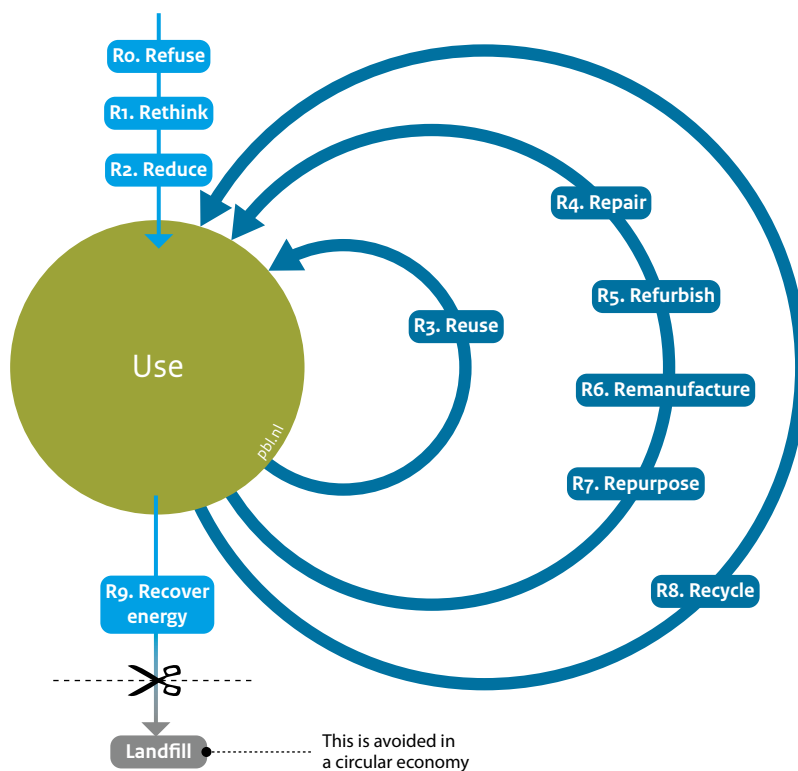 R0. Refuse
R1. Rethink
R2. Reduce
R4. Repair
R5. Refurbish
R3. Reuse
Use
R6. Remanufacture
pbl.nl
R7. Repurpose
R9. Recover
energy
R8. Recycle
Landfill
This is avoided in
a circular economy